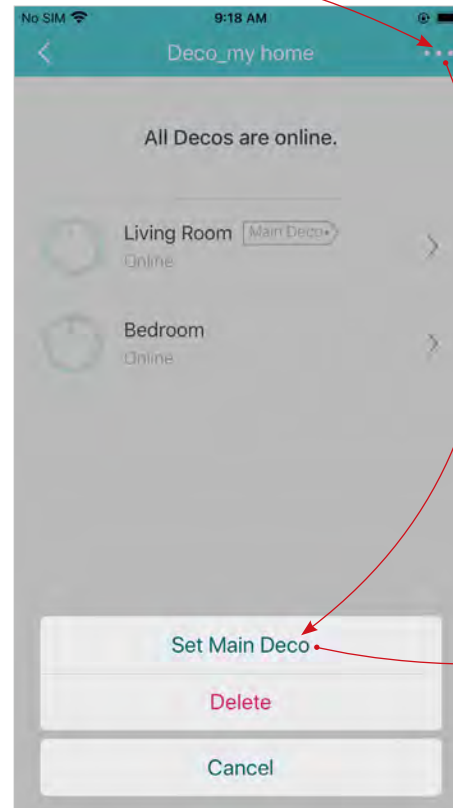 No SIM 9:18 AM
Deco_my home
All Decos are online.
Living Room Main Deco
Online
Bedroom
Online
Set Main Deco
Delete
Cancel